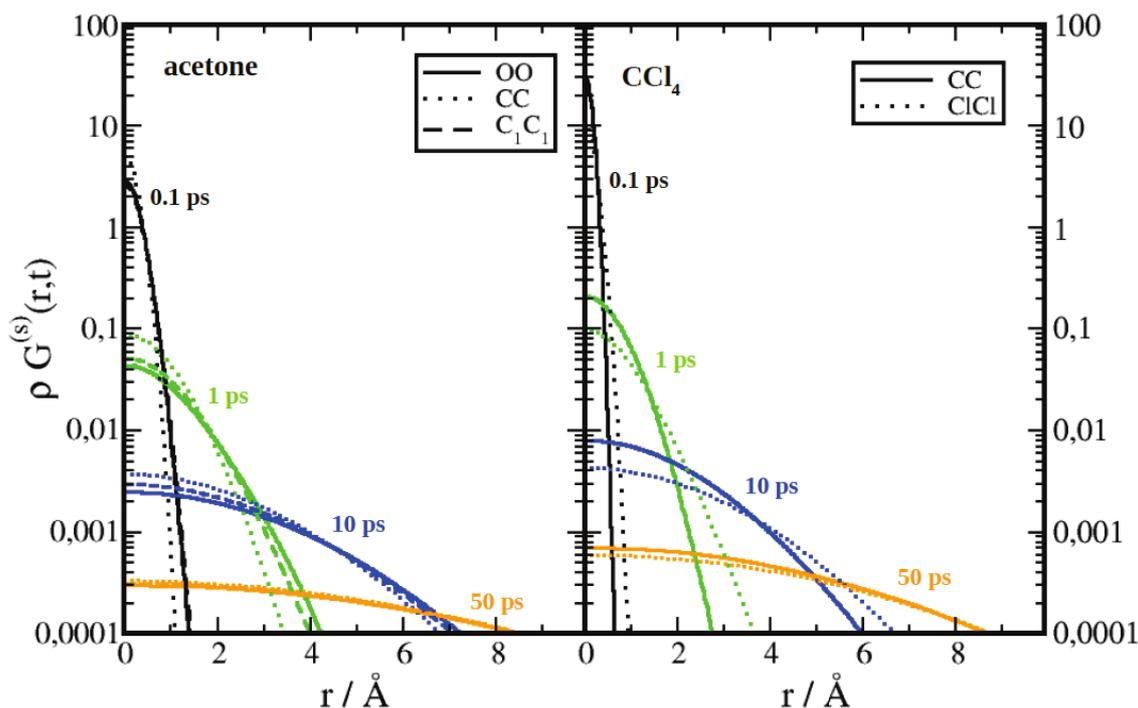 100
10
1
0,1
0,01
0,001
0,0001
ρ G(s)(r,t)
acetone
OO
CC
C1C1
0.1 ps
1 ps
10 ps
50 ps
0 2 4 6 8
r / Å
CCl4
CC
ClCl
0.1 ps
1 ps
10 ps
50 ps
0 2 4 6 8
r / Å
100
10
1
0,1
0,01
0,001
0,0001